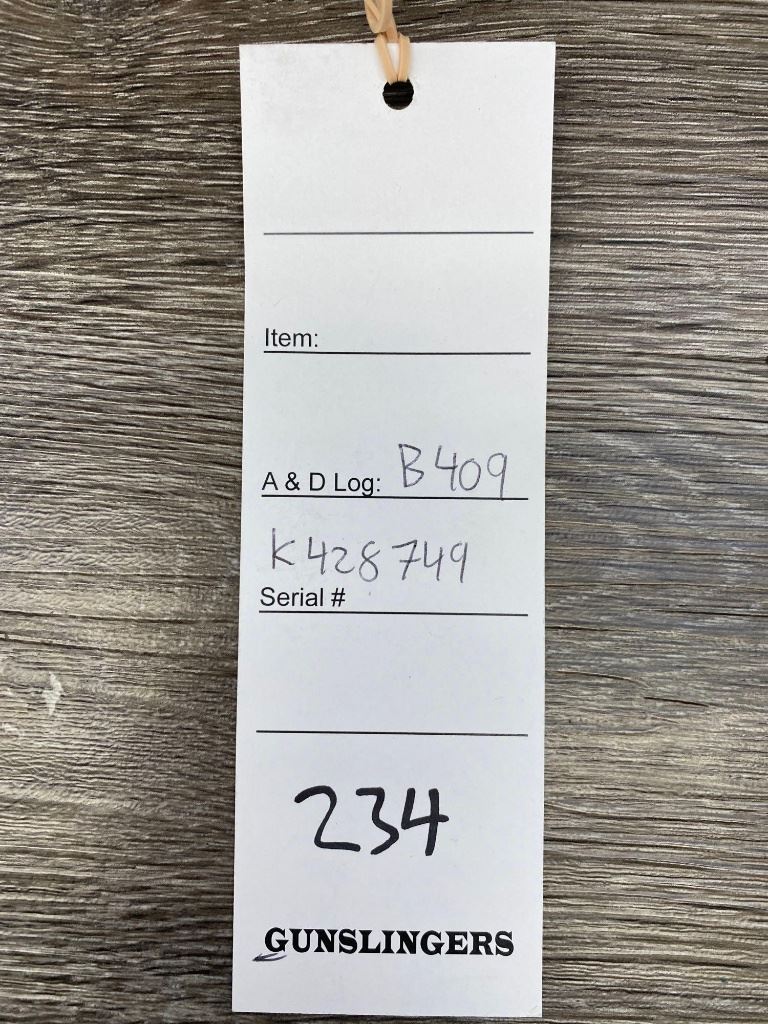 Item:
A & D Log: B409
K428749
Serial #
234
GUNSLINGERS